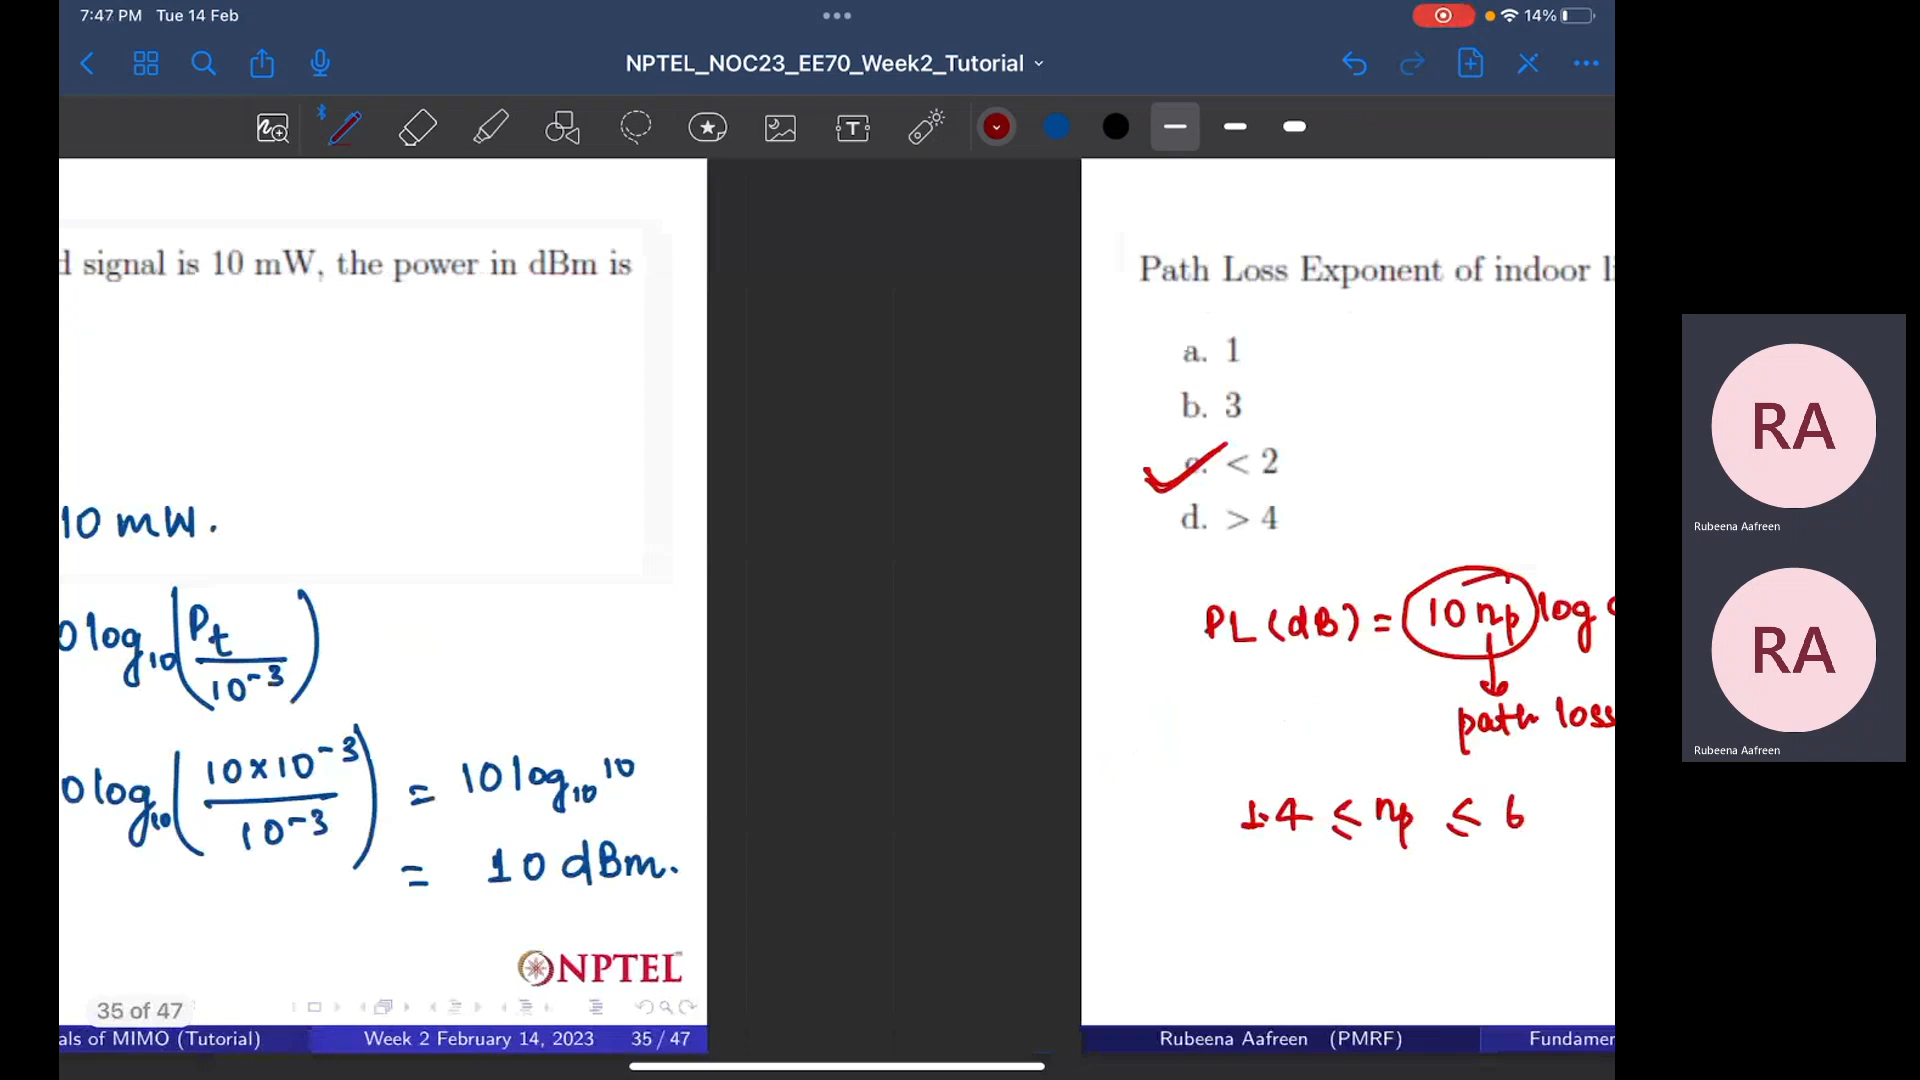 7:47 PM Tue 14 Feb
14%
NPTEL_NOC23_EE70_Week2_Tutorial
T
d signal is 10 mW, the power in dBm is
10 mW.
0 log₁₀(Pt/10⁻³)
0 log₁₀(10×10⁻³/10⁻³) = 10 log₁₀ 10
= 10 dBm.
NPTEL
35 of 47
als of MIMO (Tutorial) Week 2 February 14, 2023 35 / 47
Path Loss Exponent of indoor li
a. 1
b. 3
c. < 2
d. > 4
PL (dB) = 10 np log
path loss
1.4 ≤ np ≤ 6
Rubeena Aafreen (PMRF) Fundamen
RA
Rubeena Aafreen
RA
Rubeena Aafreen